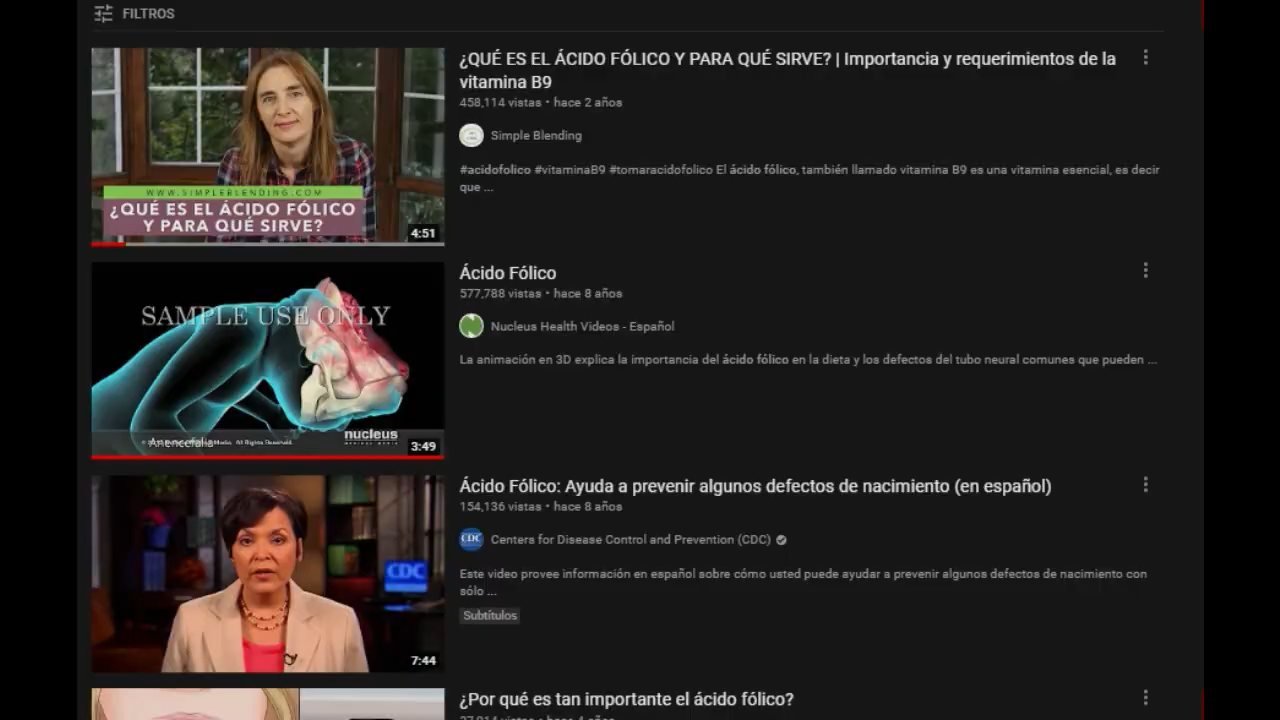 FILTROS
¿QUÉ ES EL ÁCIDO FÓLICO Y PARA QUÉ SIRVE? | Importancia y requerimientos de la
vitamina B9
458,114 vistas • hace 2 años
Simple Blending
#acidofolico #vitaminaB9 #tomaracidofolico El ácido fólico, también llamado vitamina B9 es una vitamina esencial, es decir
que ...
WWW.SIMPLEBLENDING.COM
¿QUÉ ES EL ÁCIDO FÓLICO
Y PARA QUÉ SIRVE?
4:51
Ácido Fólico
577,788 vistas • hace 8 años
Nucleus Health Videos - Español
La animación en 3D explica la importancia del ácido fólico en la dieta y los defectos del tubo neural comunes que pueden ...
SAMPLE USE ONLY
Anencefalia
All Rights Reserved.
nucleus
3:49
Ácido Fólico: Ayuda a prevenir algunos defectos de nacimiento (en español)
154,136 vistas • hace 8 años
CDC Centers for Disease Control and Prevention (CDC)
Este video provee información en español sobre cómo usted puede ayudar a prevenir algunos defectos de nacimiento con
sólo ...
Subtítulos
CDC
7:44
¿Por qué es tan importante el ácido fólico?